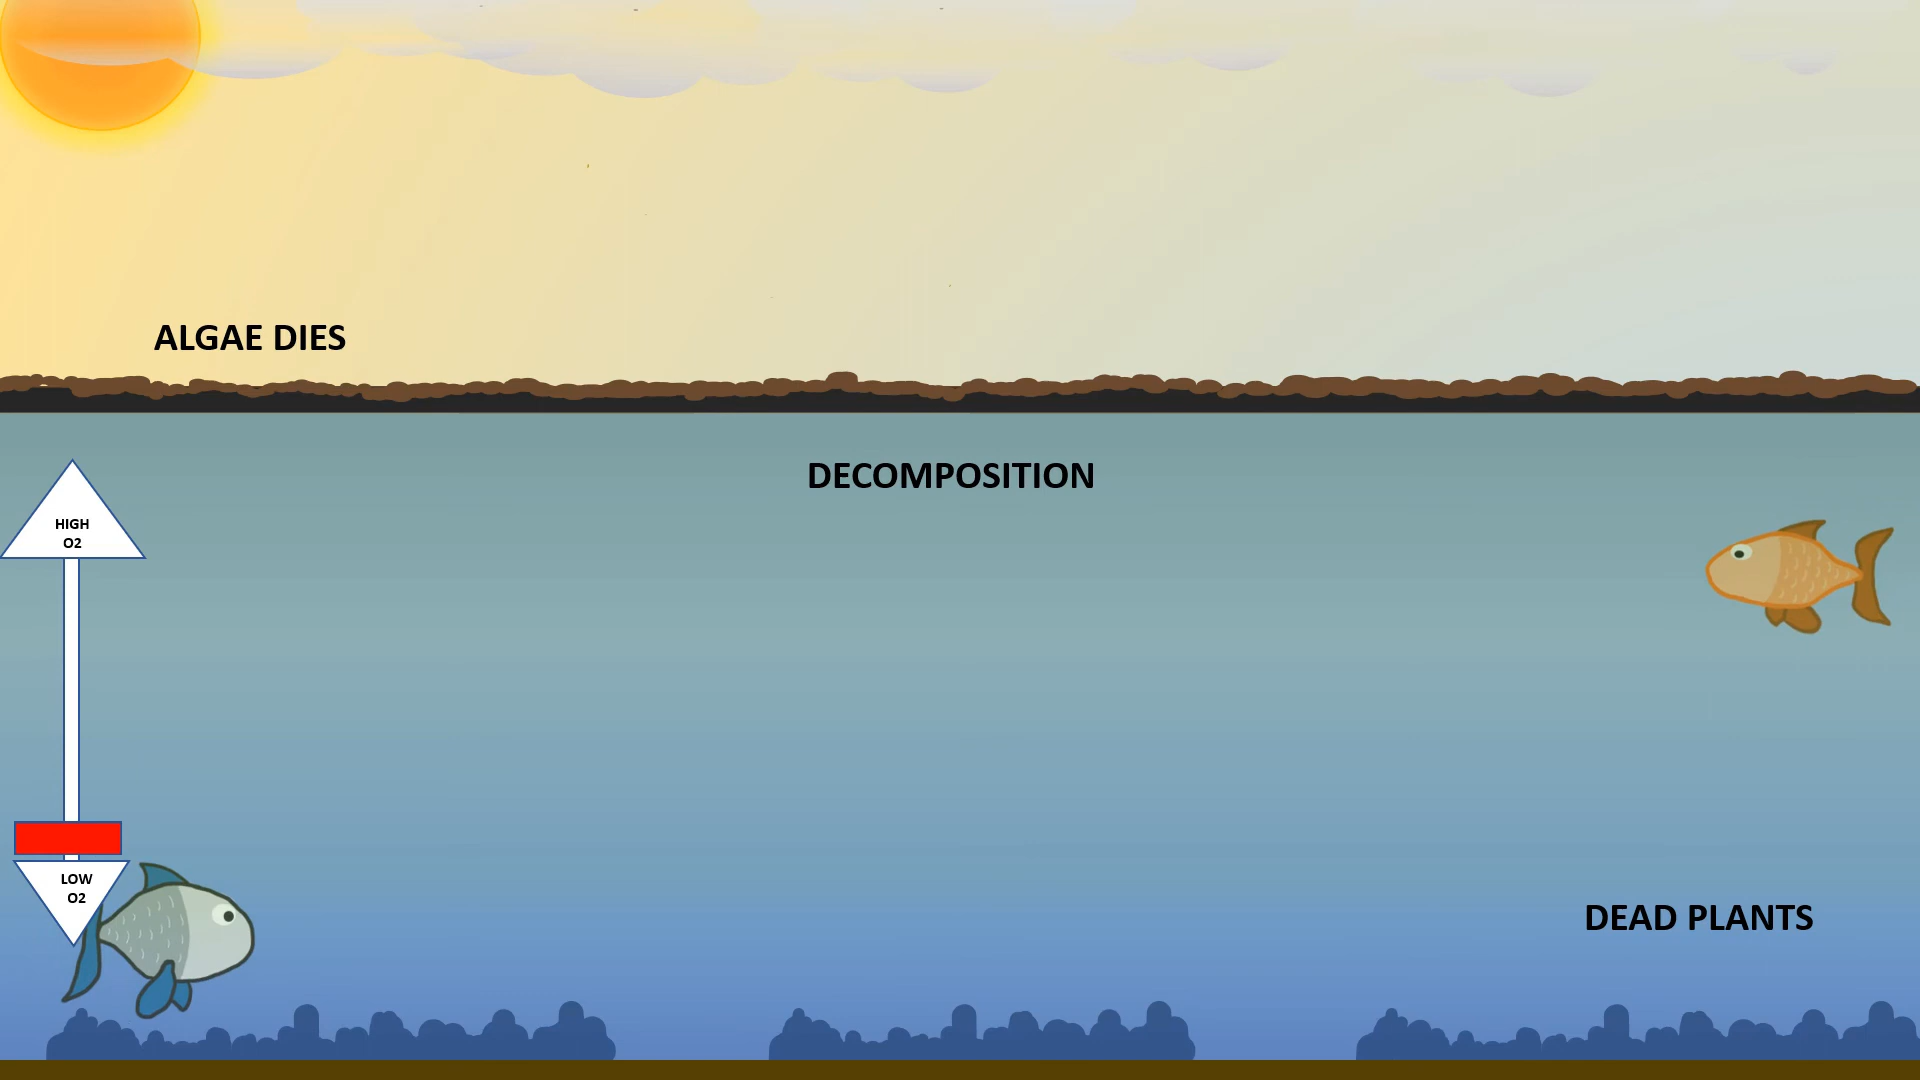 ALGAE DIES
DECOMPOSITION
HIGH
O2
LOW
O2
DEAD PLANTS